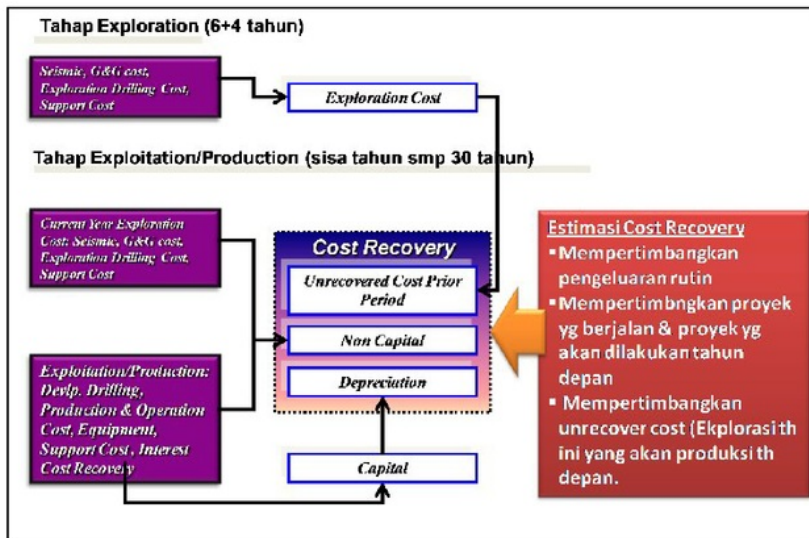 Tahap Exploration (6+4 tahun)
Seismic, G&G cost,
Exploration Drilling Cost,
Support Cost
Exploration Cost
Tahap Exploitation/Production (sisa tahun smp 30 tahun)
Current Year Exploration
Cost: Seismic, G&G cost,
Exploration Drilling Cost,
Support Cost
Exploitation/Production:
Devlp. Drilling,
Production & Operation
Cost, Equipment,
Support Cost, Interest
Cost Recovery
Cost Recovery
Unrecovered Cost Prior
Period
Non Capital
Depreciation
Capital
Estimasi Cost Recovery
▪Mempertimbangkan
pengeluaran rutin
▪Mempertimbngkan proyek
yg berjalan & proyek yg
akan dilakukan tahun
depan
▪ Mempertimbangkan
unrecover cost (Ekplorasi th
ini yang akan produksi th
depan.